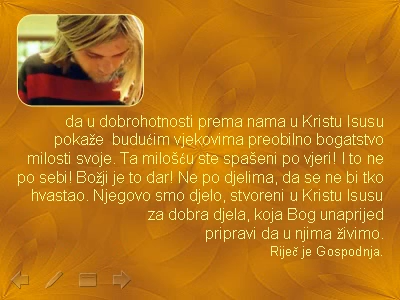 da u dobrohotnosti prema nama u Kristu Isusu
pokaže budućim vjekovima preobilno bogatstvo
milosti svoje. Ta milošću ste spašeni po vjeri! I to ne
po sebi! Božji je to dar! Ne po djelima, da se ne bi tko
hvastao. Njegovo smo djelo, stvoreni u Kristu Isusu
za dobra djela, koja Bog unaprijed
pripravi da u njima živimo.
Riječ je Gospodnja.